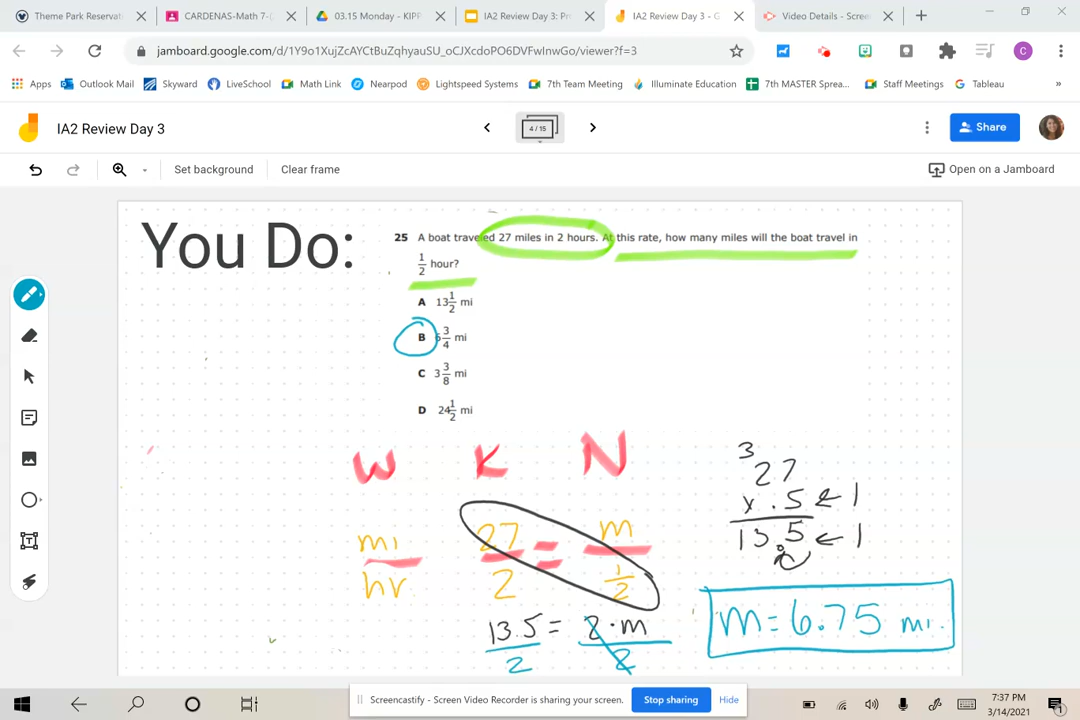 Theme Park Reservat
CARDENAS-Math 7-(
03.15 Monday - KIPP
IA2 Review Day 3: Pr
IA2 Review Day 3 - G
Video Details - Scree
jamboard.google.com/d/1Y9o1XujZcAYCtBuZqhyauSU_oCJXcdoPO6DVFwInwGo/viewer?f=3
C
Apps Outlook Mail Skyward LiveSchool Math Link Nearpod Lightspeed Systems 7th Team Meeting Illuminate Education 7th MASTER Sprea... Staff Meetings Tableau »
IA2 Review Day 3
4 / 15
Share
Set background Clear frame
Open on a Jamboard
You Do:
25 A boat traveled 27 miles in 2 hours. At this rate, how many miles will the boat travel in
1/2 hour?
A 13 1/2 mi
B 6 3/4 mi
C 3 3/8 mi
D 24 1/2 mi
W K N
mi/hr 27/2 = m/(1/2)
13.5/2 = 2·m/2
3
27
x .5 ← 1
13.5 ← 1
m = 6.75 mi.
Screencastify - Screen Video Recorder is sharing your screen.
Stop sharing
Hide
7:37 PM
3/14/2021
1